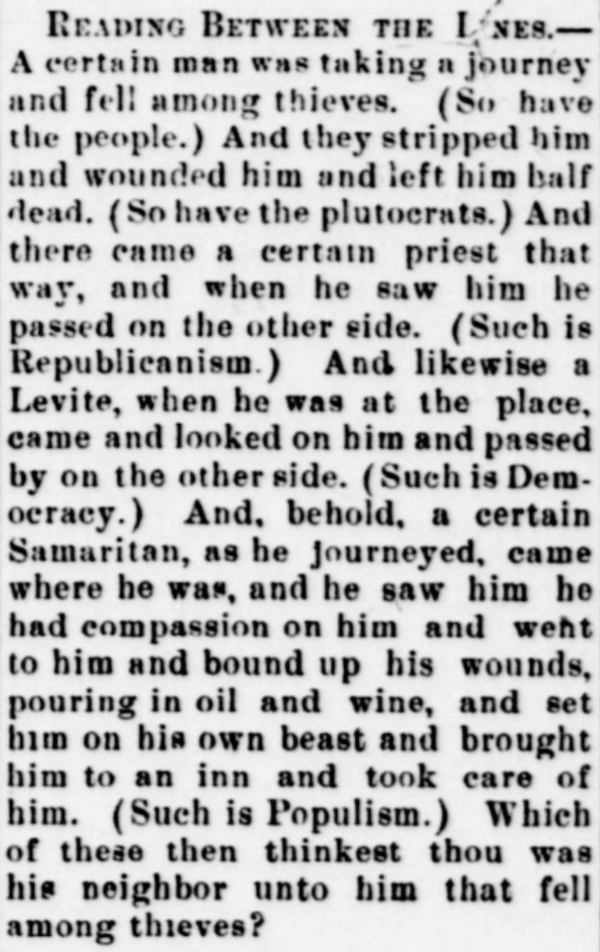 READING BETWEEN THE LINES.—
A certain man was taking a journey
and fell among thieves. (So have
the people.) And they stripped him
and wounded him and left him half
dead. (So have the plutocrats.) And
there came a certain priest that
way, and when he saw him he
passed on the other side. (Such is
Republicanism.) And likewise a
Levite, when he was at the place,
came and looked on him and passed
by on the other side. (Such is Dem-
ocracy.) And, behold, a certain
Samaritan, as he journeyed, came
where he was, and he saw him he
had compassion on him and went
to him and bound up his wounds,
pouring in oil and wine, and set
him on his own beast and brought
him to an inn and took care of
him. (Such is Populism.) Which
of these then thinkest thou was
his neighbor unto him that fell
among thieves?